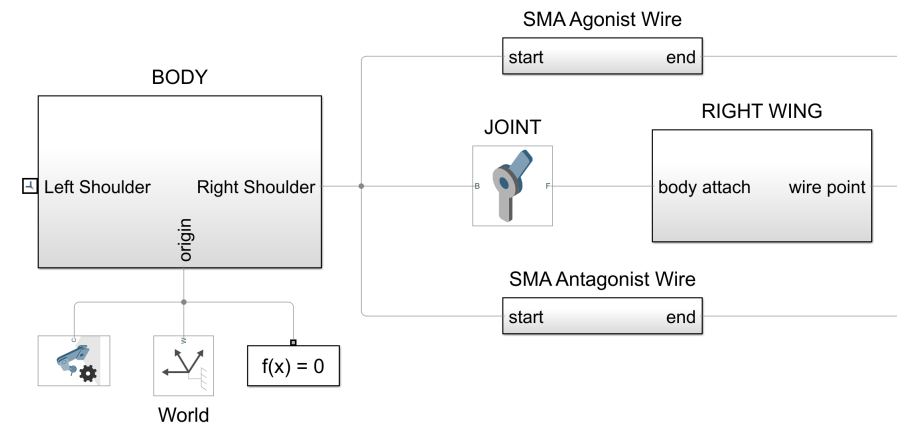 SMA Agonist Wire
start end
BODY
RIGHT WING
JOINT
Left Shoulder Right Shoulder
B F
body attach wire point
origin
SMA Antagonist Wire
start end
C
W
f(x) = 0
World